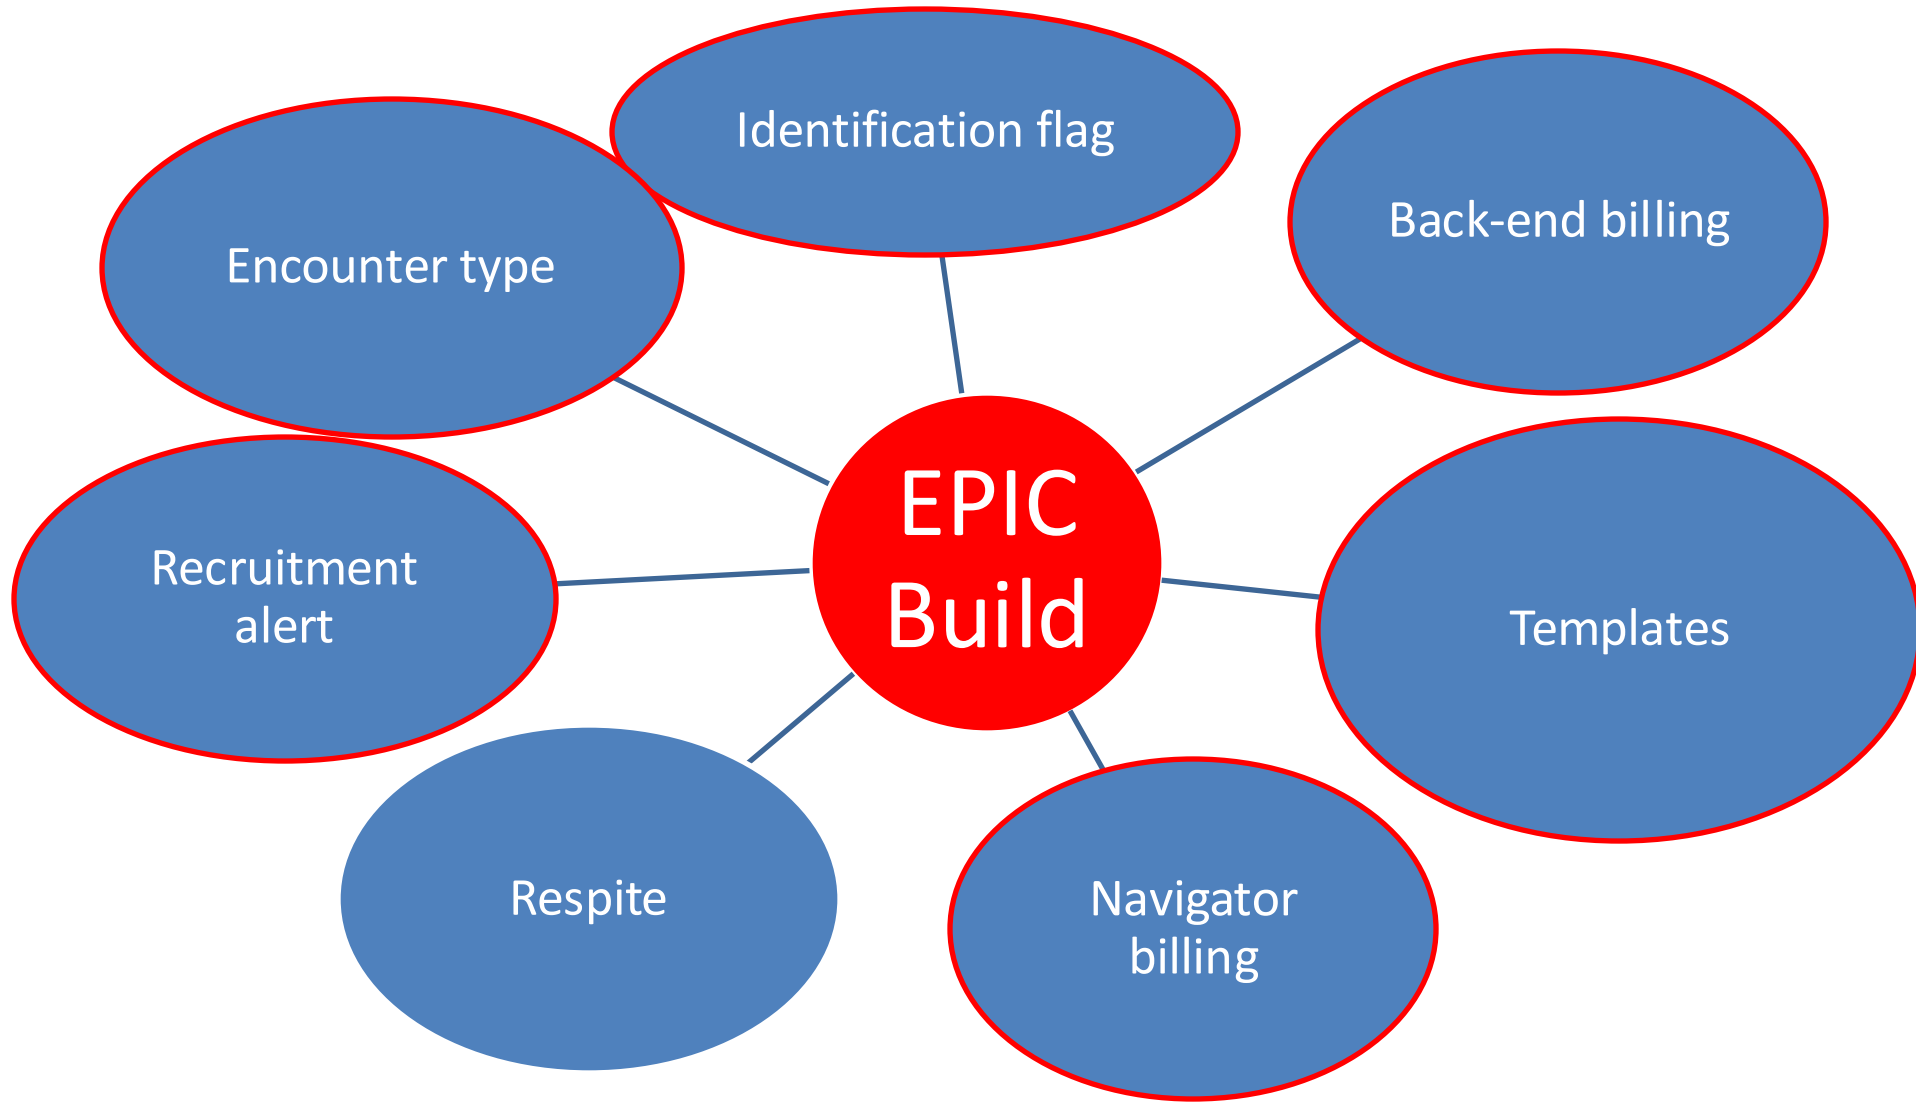 Identification flag
Back-end billing
Encounter type
EPIC
Build
Recruitment
alert
Templates
Respite
Navigator
billing